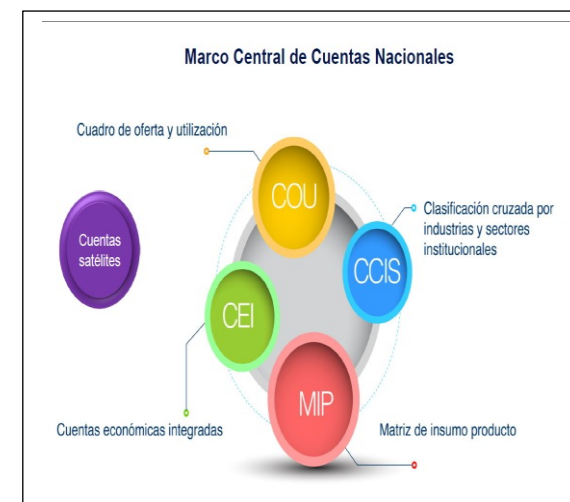 Marco Central de Cuentas Nacionales
Cuadro de oferta y utilización
COU
Clasificación cruzada por
industrias y sectores
institucionales
Cuentas
satélites
CCIS
CEI
MIP
Cuentas económicas integradas
Matriz de insumo producto